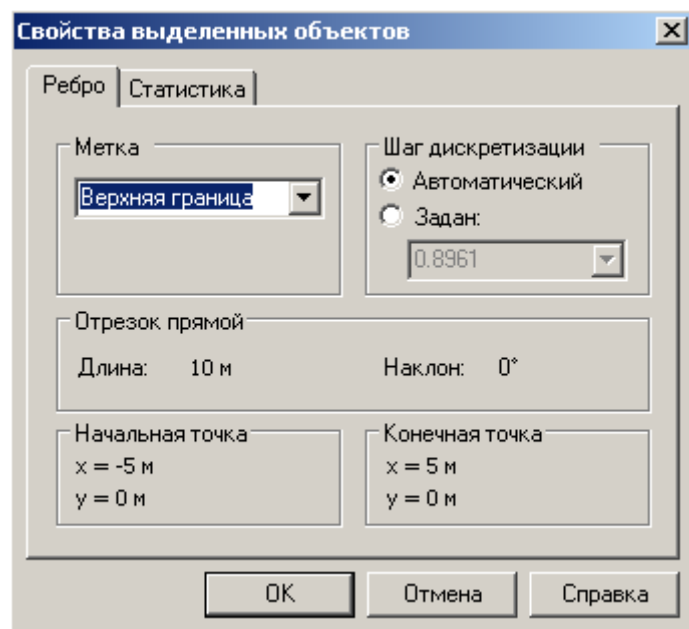 Свойства выделенных объектов
Ребро
Статистика
Метка
Верхняя граница
Шаг дискретизации
Автоматический
Задан:
0.8961
Отрезок прямой
Длина: 10 м
Наклон: 0°
Начальная точка
x = -5 м
y = 0 м
Конечная точка
x = 5 м
y = 0 м
OK
Отмена
Справка